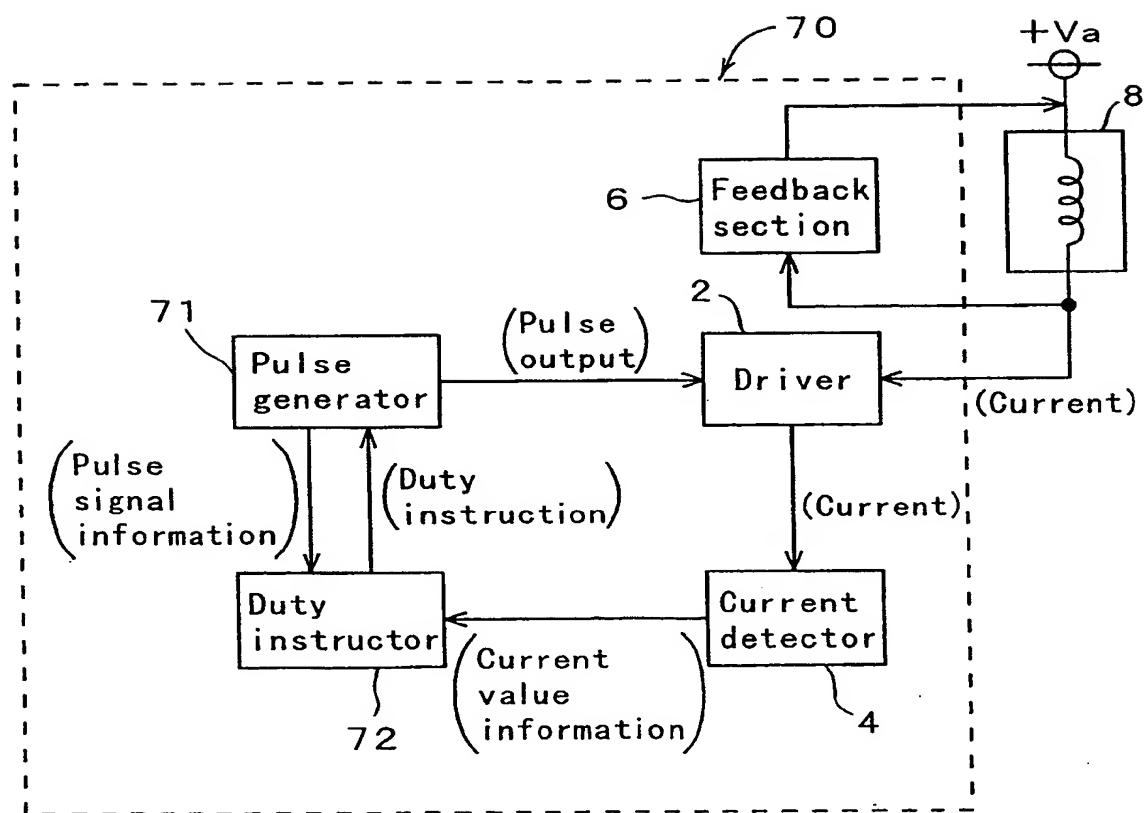 70
+Va
8
6
Feedback
section
71
2
(Pulse
output)
Pulse
generator
Driver
(Current)
(Pulse
signal
information)
(Duty
instruction)
(Current)
Duty
instructor
Current
detector
(Current
value
information)
72
4